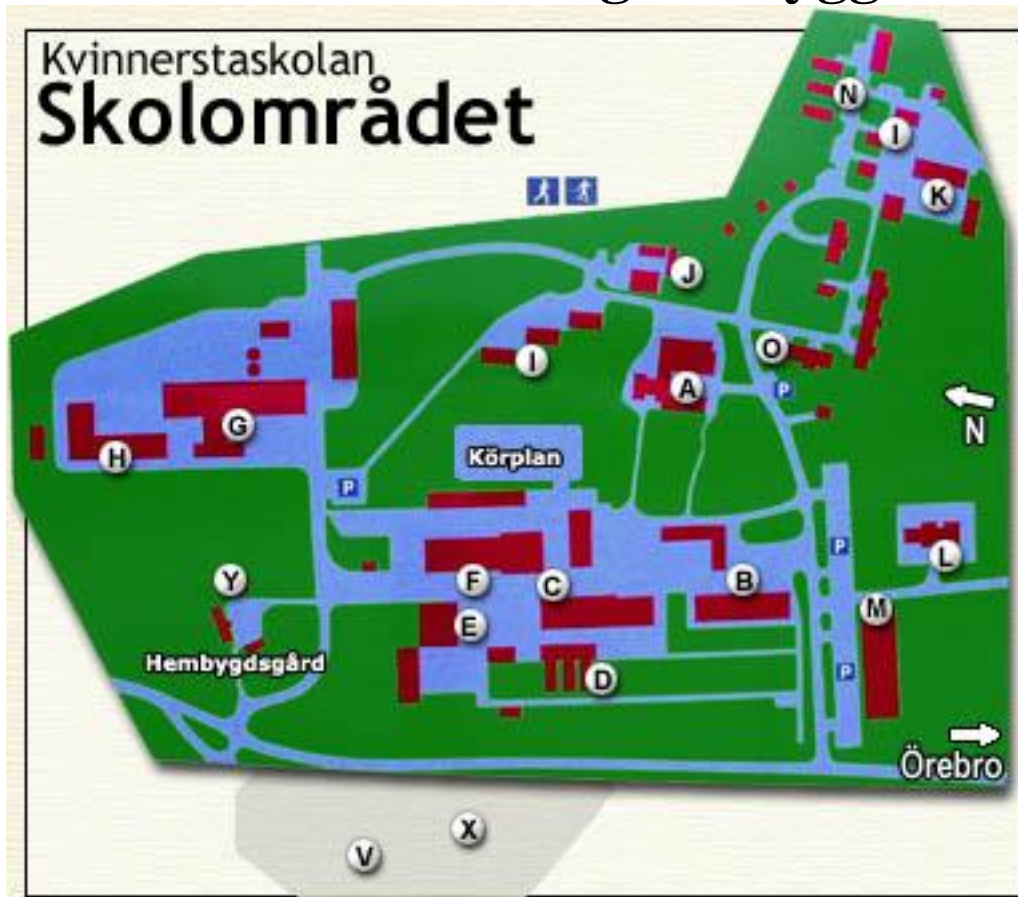 Kvinnerstaskolan
Skolområdet
N
I
K
J
I
O
A
P
N
G
H
Körplan
P
P
L
Y
F
C
B
M
E
Hembygdsgård
D
P
Örebro
X
V